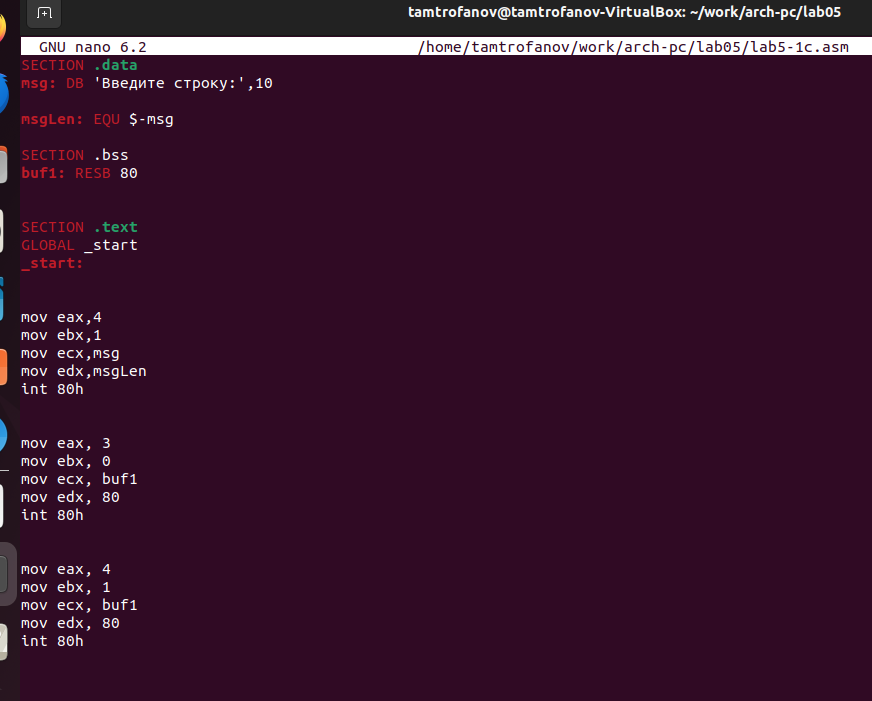 tamtrofanov@tamtrofanov-VirtualBox: ~/work/arch-pc/lab05
GNU nano 6.2 /home/tamtrofanov/work/arch-pc/lab05/lab5-1c.asm
SECTION .data
msg: DB 'Введите строку:',10
msgLen: EQU $-msg
SECTION .bss
buf1: RESB 80
SECTION .text
GLOBAL _start
_start:
mov eax,4
mov ebx,1
mov ecx,msg
mov edx,msgLen
int 80h
mov eax, 3
mov ebx, 0
mov ecx, buf1
mov edx, 80
int 80h
mov eax, 4
mov ebx, 1
mov ecx, buf1
mov edx, 80
int 80h